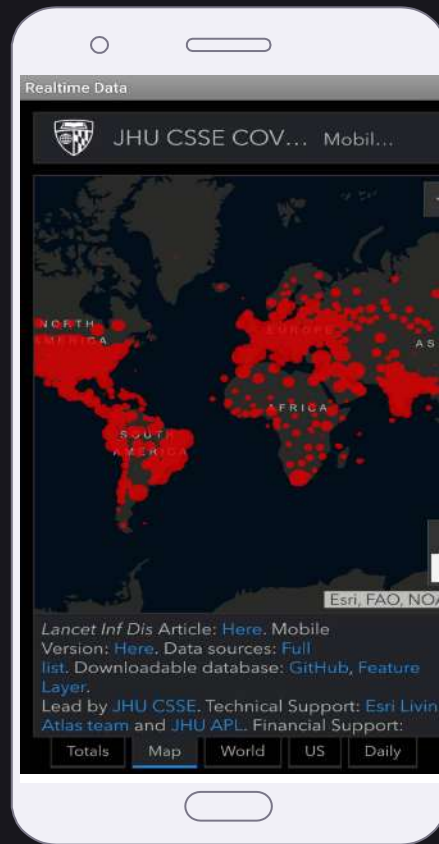 Realtime Data
JHU CSSE COV... Mobil...
NORTH
AMERICA
EUROPE
AS
AFRICA
SOUTH
AMERICA
Esri, FAO, NOA
Lancet Inf Dis Article: Here. Mobile
Version: Here. Data sources: Full
list. Downloadable database: GitHub, Feature
Layer.
Lead by JHU CSSE. Technical Support: Esri Livin
Atlas team and JHU APL. Financial Support:
Totals Map World US Daily